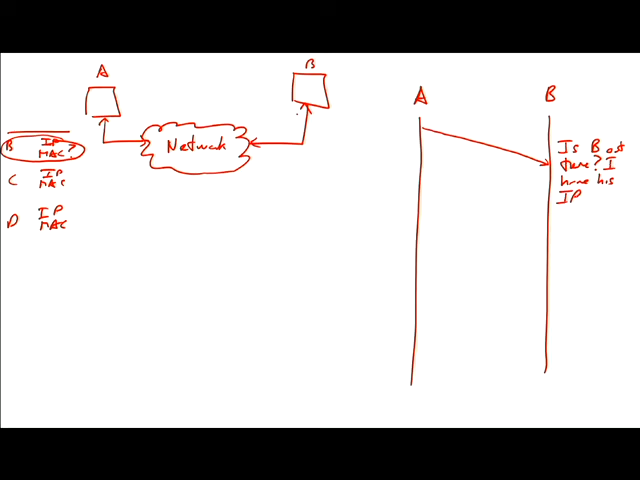 A
B
Network
B IP
MAC?
C IP
MAC
D IP
MAC
A B
Is B out
there? I
have his
IP